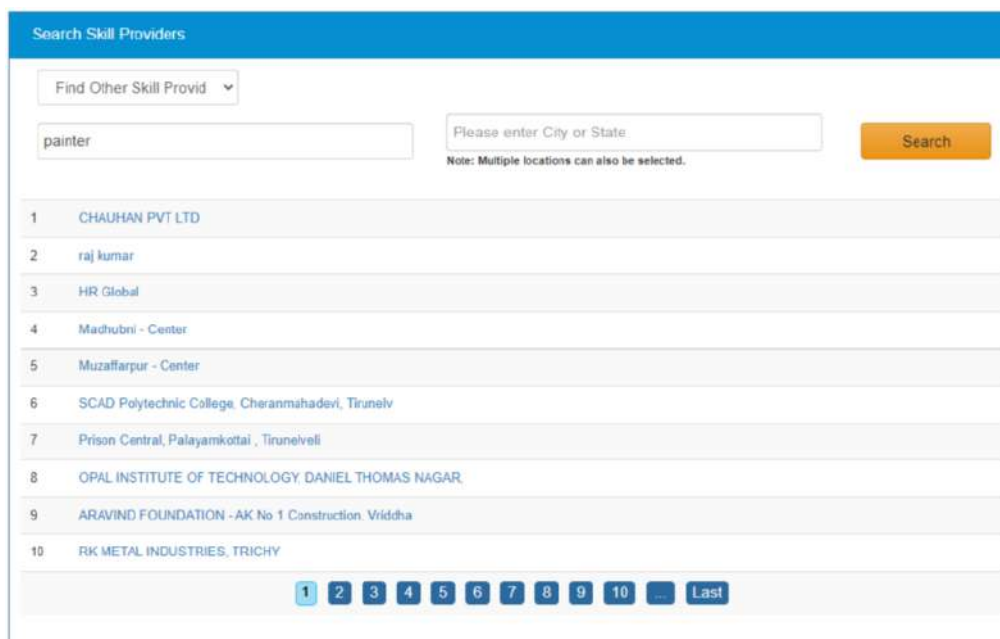 Search Skill Providers
Find Other Skill Provid
painter
Please enter City or State
Search
Note: Multiple locations can also be selected.
1 CHAUHAN PVT LTD
2 raj kumar
3 HR Global
4 Madhubni - Center
5 Muzaffarpur - Center
6 SCAD Polytechnic College, Cheranmahadevi, Tirunelv
7 Prison Central, Palayamkottai , Tirunelveli
8 OPAL INSTITUTE OF TECHNOLOGY, DANIEL THOMAS NAGAR,
9 ARAVIND FOUNDATION - AK No 1 Construction, Vriddha
10 RK METAL INDUSTRIES, TRICHY
1 2 3 4 5 6 7 8 9 10 ... Last